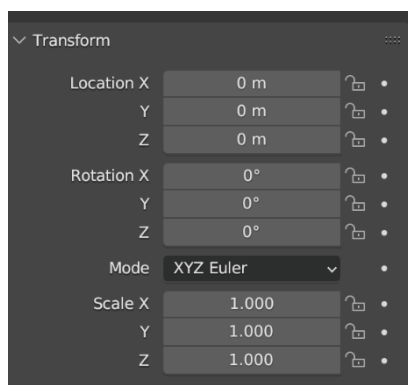 Transform
Location X 0 m
Y 0 m
Z 0 m
Rotation X 0°
Y 0°
Z 0°
Mode XYZ Euler
Scale X 1.000
Y 1.000
Z 1.000